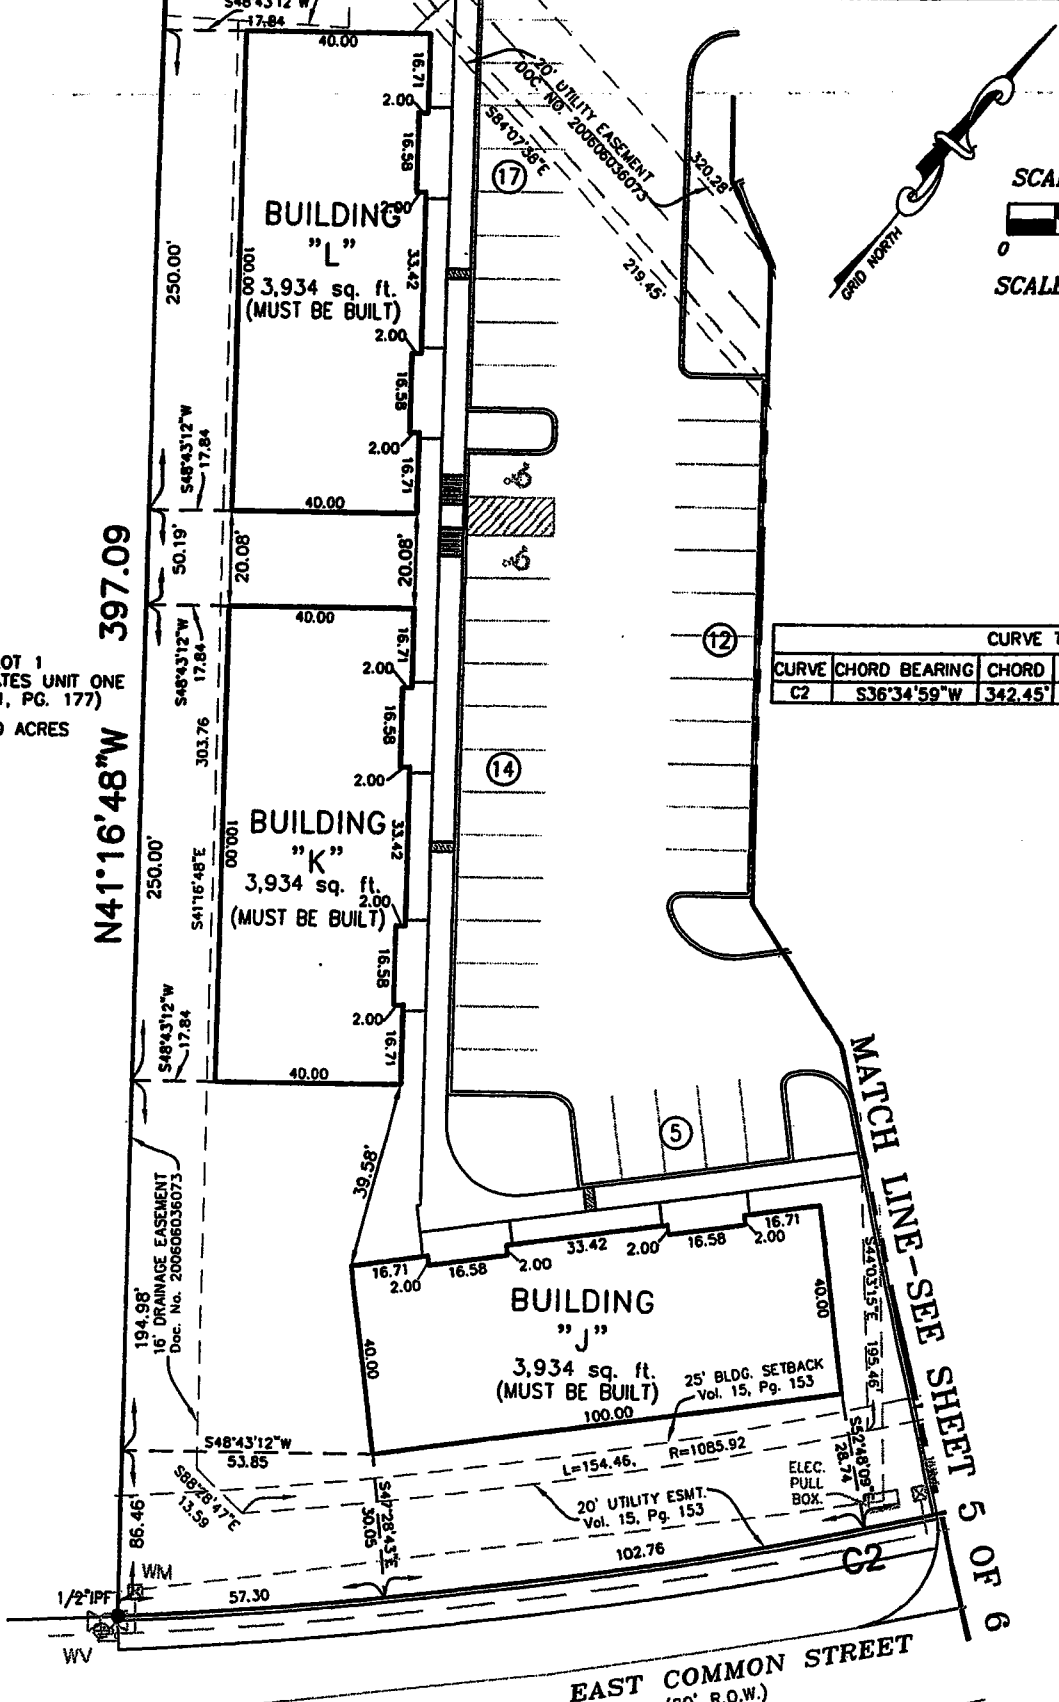 S48°43'12"W
17.84
40.00
16.71
2.00
16.58
2.00
BUILDING
"L"
3,934 sq. ft.
(MUST BE BUILT)
100.00
33.42
2.00
16.58
2.00
16.71
40.00
250.00'
S48°43'12"W
17.84
20' UTILITY EASEMENT
DOC. NO. 200606036073
S84°07'36"E
320.28'
219.45'
17
GRID NORTH
0
50.19'
20.08'
20.08'
N41°16'48"W 397.09
OT 1
ATES UNIT ONE
, PG. 177)
ACRES
40.00
S48°43'12"W
17.84
303.76
S41°16'48"E
16.71
2.00
16.58
2.00
BUILDING
"K"
3,934 sq. ft.
(MUST BE BUILT)
100.00
33.42
2.00
16.58
2.00
16.71
40.00
250.00'
S48°43'12"W
17.84
12
14
CURVE
CURVE CHORD BEARING CHORD
C2 S36°34'59"W 342.45'
5
39.58'
16' DRAINAGE EASEMENT
Doc. No. 200606036073
194.98'
16.71
2.00
16.58
2.00
33.42
2.00
16.58
2.00
16.71
BUILDING
"J"
3,934 sq. ft.
(MUST BE BUILT)
40.00
40.00
100.00
25' BLDG. SETBACK
Vol. 15, Pg. 153
S44°03'15"E 195.46'
MATCH LINE-SEE SHEET 5 OF 6
S48°43'12"W
53.85
S88°28'47"E
13.59
L=154.46,
R=1085.92
20' UTILITY ESMT.
Vol. 15, Pg. 153
S47°28'43"E
30.05
S52°48'09"E
28.74
ELEC.
PULL
BOX.
86.46'
WM
1/2"IPF
WV
57.30
102.76
C2
EAST COMMON STREET
R.O.W.)